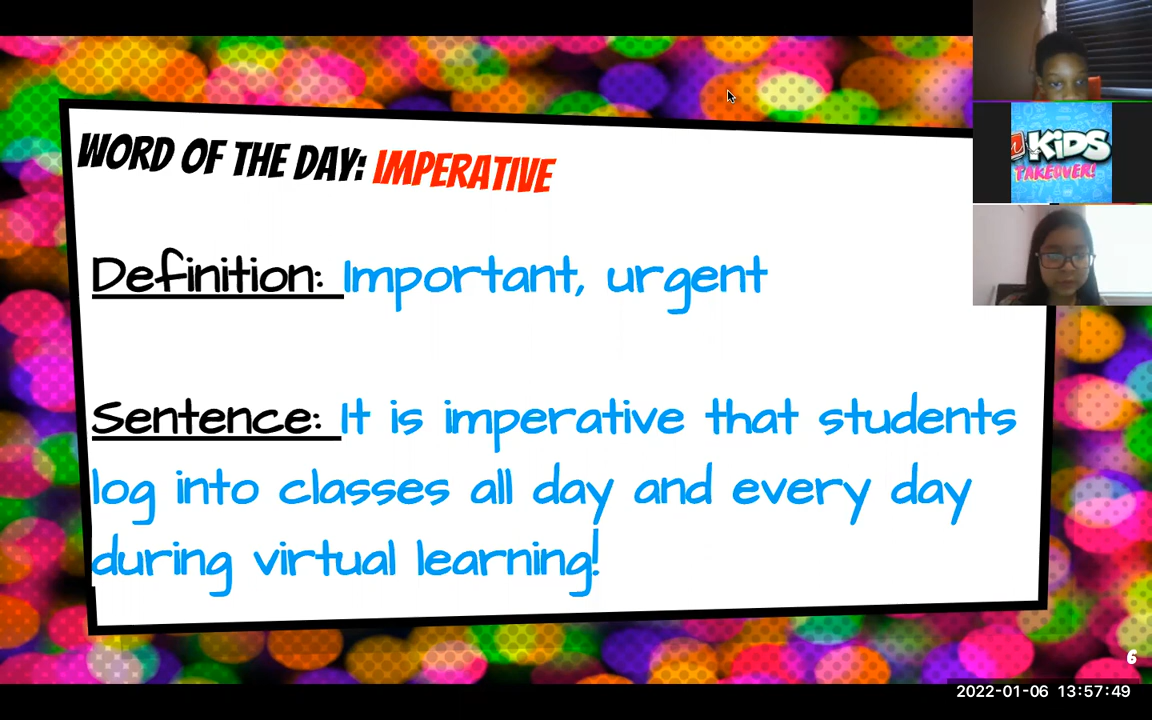 WORD OF THE DAY: IMPERATIVE
Definition: Important, urgent
Sentence: It is imperative that students
log into classes all day and every day
during virtual learning!
KiDS
TAKEOVER!
6
2022-01-06 13:57:49